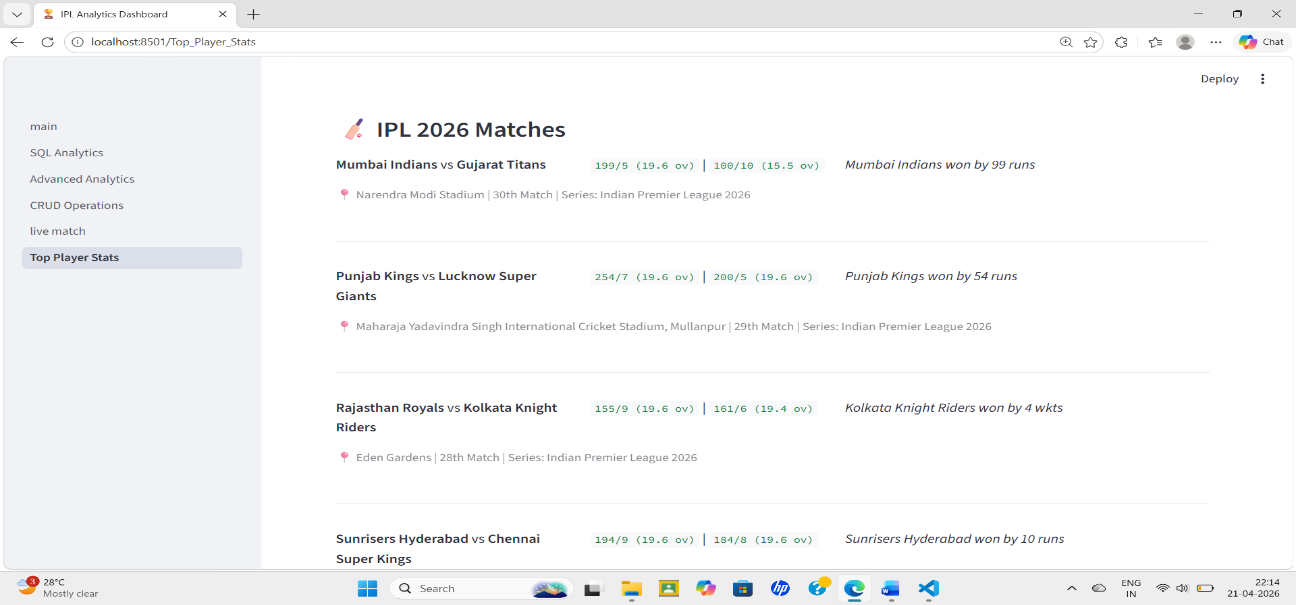 IPL Analytics Dashboard
localhost:8501/Top_Player_Stats
Chat
Deploy
main
SQL Analytics
Advanced Analytics
CRUD Operations
live match
Top Player Stats
IPL 2026 Matches
Mumbai Indians vs Gujarat Titans 199/5 (19.6 ov) | 100/10 (15.5 ov) Mumbai Indians won by 99 runs
Narendra Modi Stadium | 30th Match | Series: Indian Premier League 2026
Punjab Kings vs Lucknow Super 254/7 (19.6 ov) | 200/5 (19.6 ov) Punjab Kings won by 54 runs
Giants
Maharaja Yadavindra Singh International Cricket Stadium, Mullanpur | 29th Match | Series: Indian Premier League 2026
Rajasthan Royals vs Kolkata Knight 155/9 (19.6 ov) | 161/6 (19.4 ov) Kolkata Knight Riders won by 4 wkts
Riders
Eden Gardens | 28th Match | Series: Indian Premier League 2026
Sunrisers Hyderabad vs Chennai 194/9 (19.6 ov) | 184/8 (19.6 ov) Sunrisers Hyderabad won by 10 runs
Super Kings
3 28°C
Mostly clear
Search
hp
ENG
IN
22:14
21-04-2026